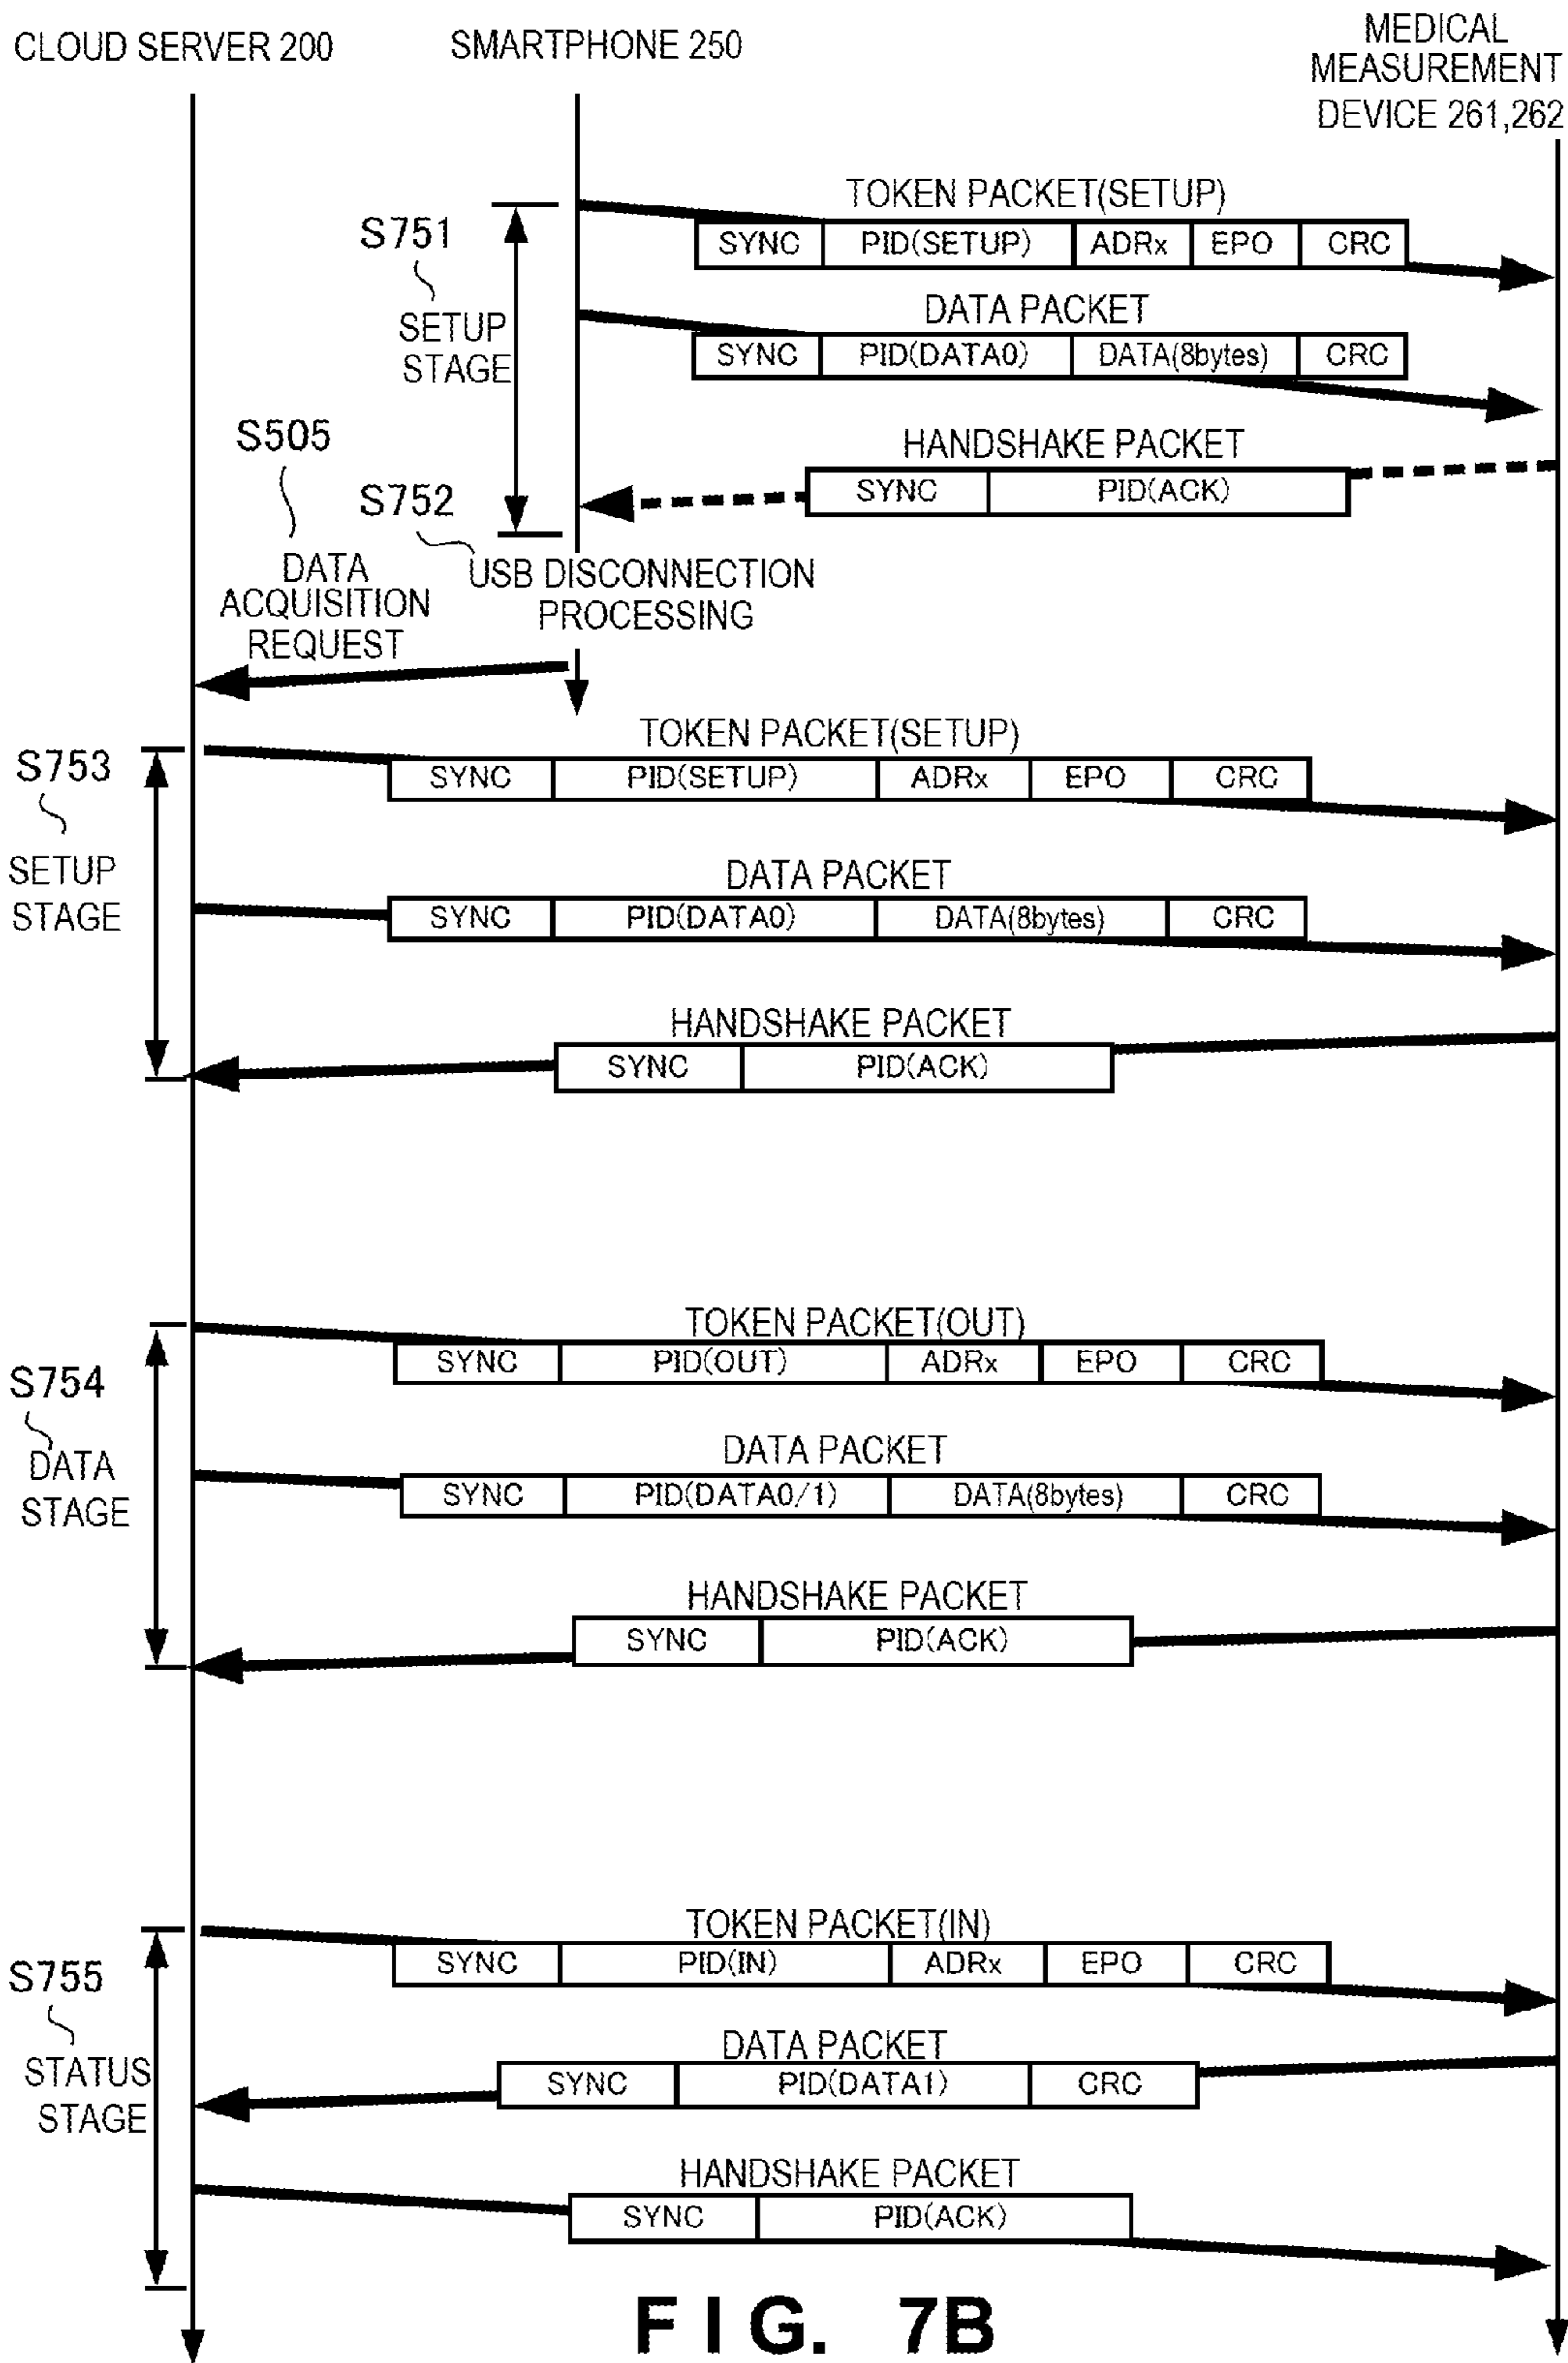 CLOUD SERVER 200
SMARTPHONE 250
MEDICAL
MEASUREMENT
DEVICE 261,262
TOKEN PACKET(SETUP)
S751
SYNC PID(SETUP) ADRx EPO CRC
SETUP
STAGE
DATA PACKET
SYNC PID(DATA0) DATA(8bytes) CRC
HANDSHAKE PACKET
SYNC PID(ACK)
S505
S752
DATA
ACQUISITION
REQUEST
USB DISCONNECTION
PROCESSING
TOKEN PACKET(SETUP)
S753
SYNC PID(SETUP) ADRx EPO CRC
SETUP
STAGE
DATA PACKET
SYNC PID(DATA0) DATA(8bytes) CRC
HANDSHAKE PACKET
SYNC PID(ACK)
TOKEN PACKET(OUT)
SYNC PID(OUT) ADRx EPO CRC
S754
DATA
STAGE
DATA PACKET
SYNC PID(DATA0/1) DATA(8bytes) CRC
HANDSHAKE PACKET
SYNC PID(ACK)
TOKEN PACKET(IN)
SYNC PID(IN) ADRx EPO CRC
S755
STATUS
STAGE
DATA PACKET
SYNC PID(DATA1) CRC
HANDSHAKE PACKET
SYNC PID(ACK)
FIG. 7B